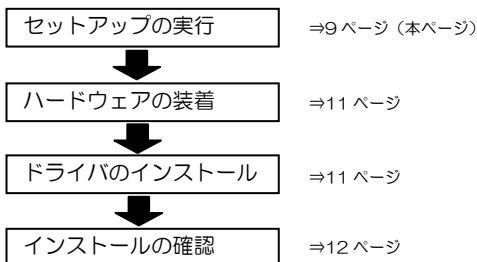 セットアップの実行 ⇒9 ページ（本ページ）
ハードウェアの装着 ⇒11 ページ
ドライバのインストール ⇒11 ページ
インストールの確認 ⇒12 ページ